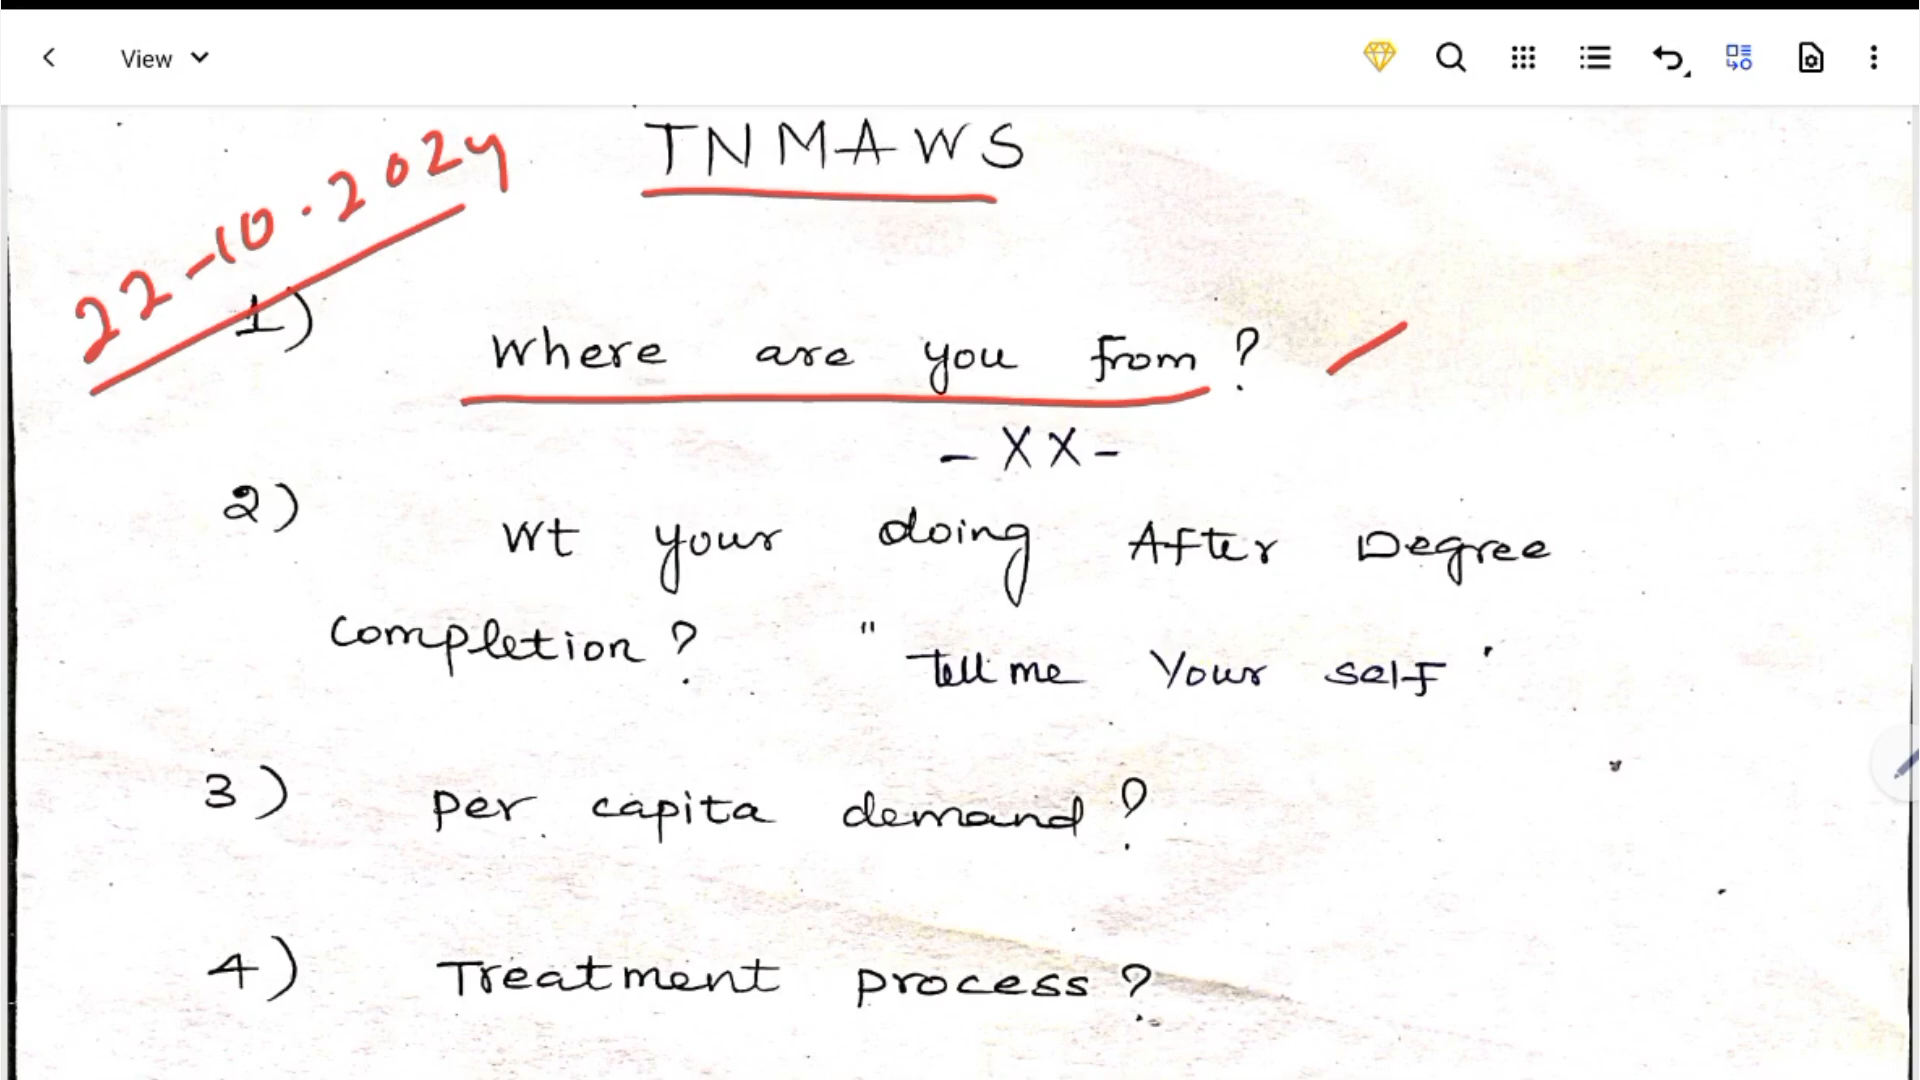 View
TNMAWS
22-10.2024
1)
Where are you from?
- XX -
2)
Wt your doing After Degree
completion? "Tell me Your self"
3) per capita demand?
4) Treatment process?